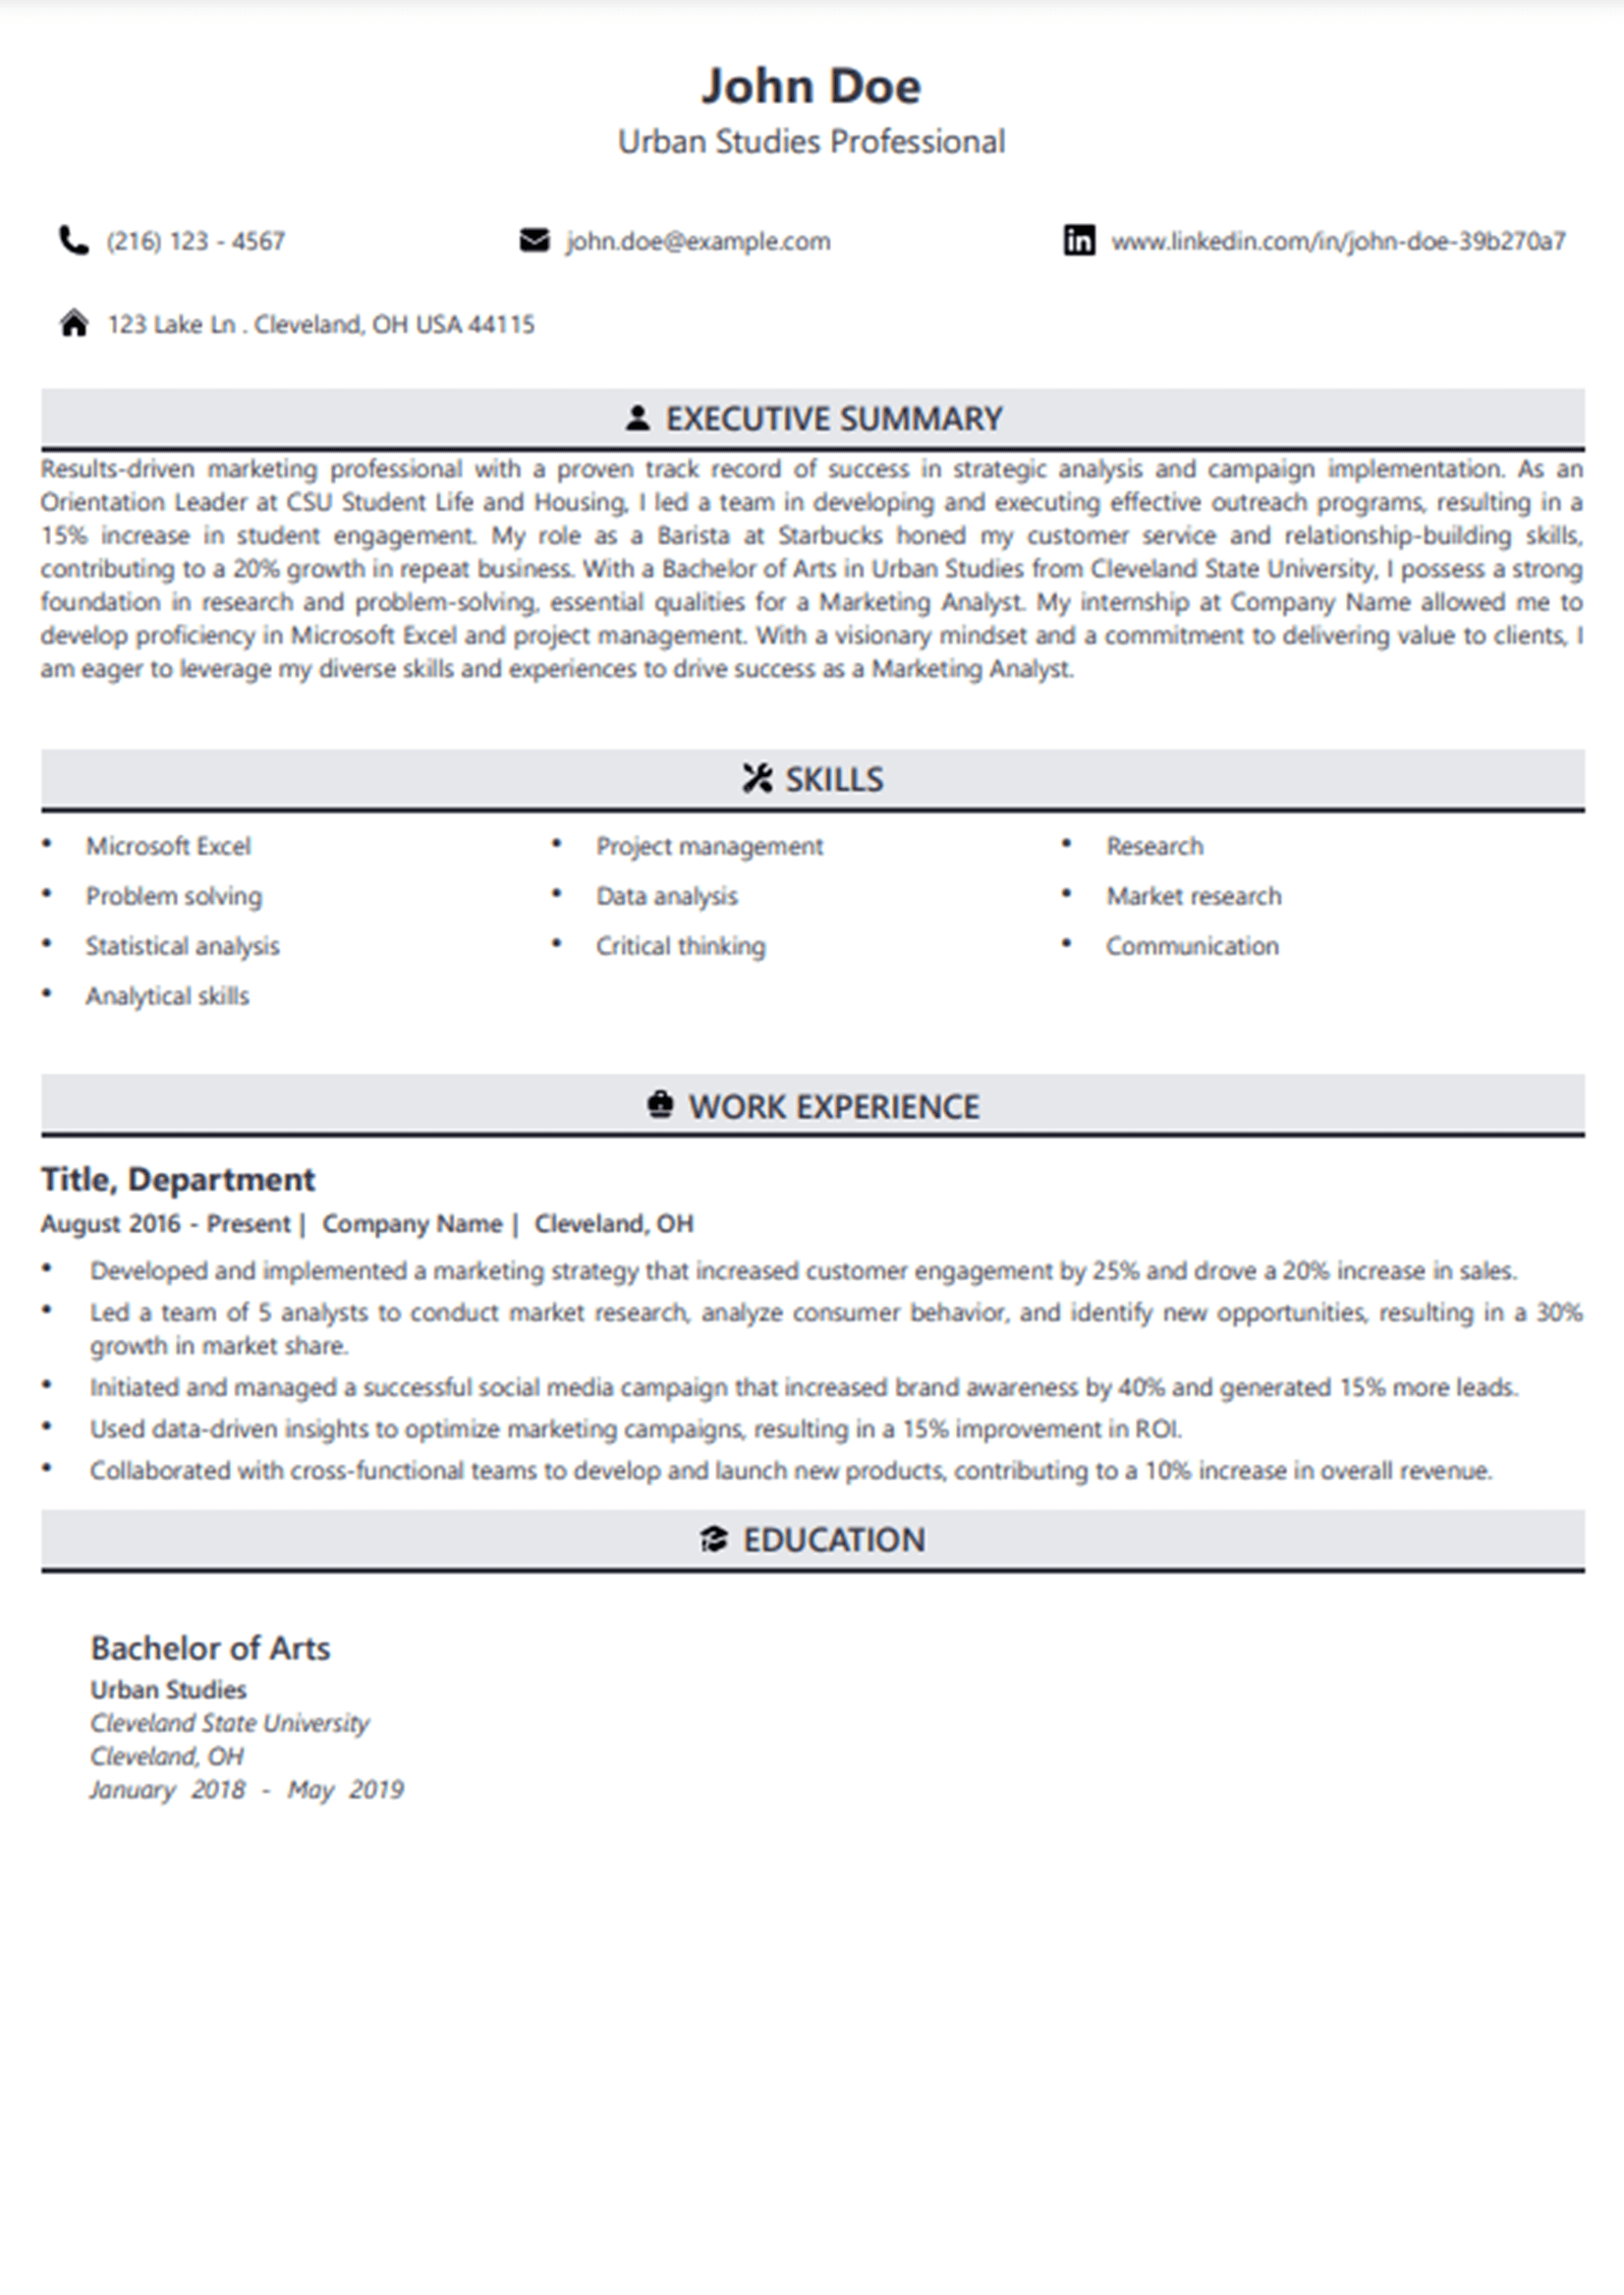 John Doe
Urban Studies Professional
(216) 123 - 4567 john.doe@example.com www.linkedin.com/in/john-doe-39b270a7
123 Lake Ln . Cleveland, OH USA 44115
EXECUTIVE SUMMARY
Results-driven marketing professional with a proven track record of success in strategic analysis and campaign implementation. As an
Orientation Leader at CSU Student Life and Housing, I led a team in developing and executing effective outreach programs, resulting in a
15% increase in student engagement. My role as a Barista at Starbucks honed my customer service and relationship-building skills,
contributing to a 20% growth in repeat business. With a Bachelor of Arts in Urban Studies from Cleveland State University, I possess a strong
foundation in research and problem-solving, essential qualities for a Marketing Analyst. My internship at Company Name allowed me to
develop proficiency in Microsoft Excel and project management. With a visionary mindset and a commitment to delivering value to clients, I
am eager to leverage my diverse skills and experiences to drive success as a Marketing Analyst.
SKILLS
• Microsoft Excel • Project management • Research
• Problem solving • Data analysis • Market research
• Statistical analysis • Critical thinking • Communication
• Analytical skills
WORK EXPERIENCE
Title, Department
August 2016 - Present | Company Name | Cleveland, OH
• Developed and implemented a marketing strategy that increased customer engagement by 25% and drove a 20% increase in sales.
• Led a team of 5 analysts to conduct market research, analyze consumer behavior, and identify new opportunities, resulting in a 30%
growth in market share.
• Initiated and managed a successful social media campaign that increased brand awareness by 40% and generated 15% more leads.
• Used data-driven insights to optimize marketing campaigns, resulting in a 15% improvement in ROI.
• Collaborated with cross-functional teams to develop and launch new products, contributing to a 10% increase in overall revenue.
EDUCATION
Bachelor of Arts
Urban Studies
Cleveland State University
Cleveland, OH
January 2018 - May 2019